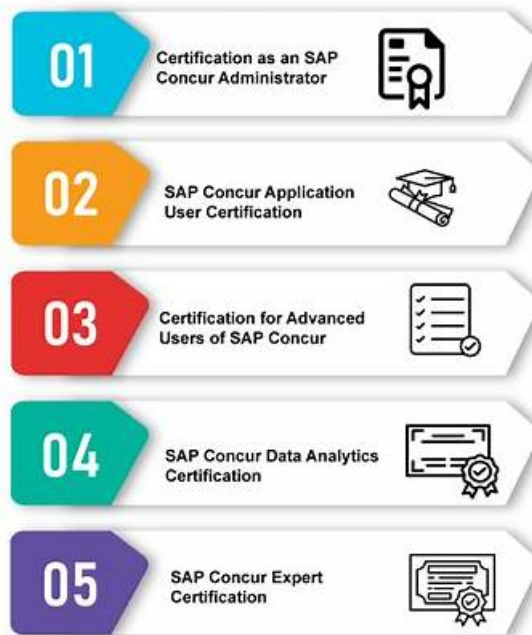 01
Certification as an SAP
Concur Administrator
02
SAP Concur Application
User Certification
03
Certification for Advanced
Users of SAP Concur
04
SAP Concur Data Analytics
Certification
05
SAP Concur Expert
Certification